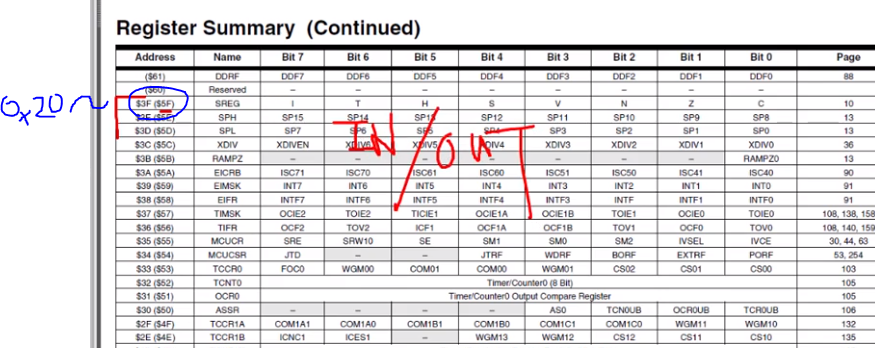 Register Summary (Continued)
Address Name Bit 7 Bit 6 Bit 5 Bit 4 Bit 3 Bit 2 Bit 1 Bit 0 Page
($61) DDRF DDF7 DDF6 DDF5 DDF4 DDF3 DDF2 DDF1 DDF0 88
($60) Reserved – – – – – – – –
0x20~ $3F ($5F) SREG I T H S V N Z C 10
$3E ($5E) SPH SP15 SP14 SP13 SP12 SP11 SP10 SP9 SP8 13
$3D ($5D) SPL SP7 SP6 SP5 SP4 SP3 SP2 SP1 SP0 13
IN/OUT
$3C ($5C) XDIV XDIVEN XDIV6 XDIV5 XDIV4 XDIV3 XDIV2 XDIV1 XDIV0 36
$3B ($5B) RAMPZ – – – – – – – RAMPZ0 13
$3A ($5A) EICRB ISC71 ISC70 ISC61 ISC60 ISC51 ISC50 ISC41 ISC40 90
$39 ($59) EIMSK INT7 INT6 INT5 INT4 INT3 INT2 INT1 INT0 91
$38 ($58) EIFR INTF7 INTF6 INTF5 INTF4 INTF3 INTF INTF1 INTF0 91
$37 ($57) TIMSK OCIE2 TOIE2 TICIE1 OCIE1A OCIE1B TOIE1 OCIE0 TOIE0 108, 138, 158
$36 ($56) TIFR OCF2 TOV2 ICF1 OCF1A OCF1B TOV1 OCF0 TOV0 108, 140, 159
$35 ($55) MCUCR SRE SRW10 SE SM1 SM0 SM2 IVSEL IVCE 30, 44, 63
$34 ($54) MCUCSR JTD – – JTRF WDRF BORF EXTRF PORF 53, 254
$33 ($53) TCCR0 FOC0 WGM00 COM01 COM00 WGM01 CS02 CS01 CS00 103
$32 ($52) TCNT0 Timer/Counter0 (8 Bit) 105
$31 ($51) OCR0 Timer/Counter0 Output Compare Register 105
$30 ($50) ASSR – – – – AS0 TCN0UB OCR0UB TCR0UB 106
$2F ($4F) TCCR1A COM1A1 COM1A0 COM1B1 COM1B0 COM1C1 COM1C0 WGM11 WGM10 132
$2E ($4E) TCCR1B ICNC1 ICES1 – WGM13 WGM12 CS12 CS11 CS10 135